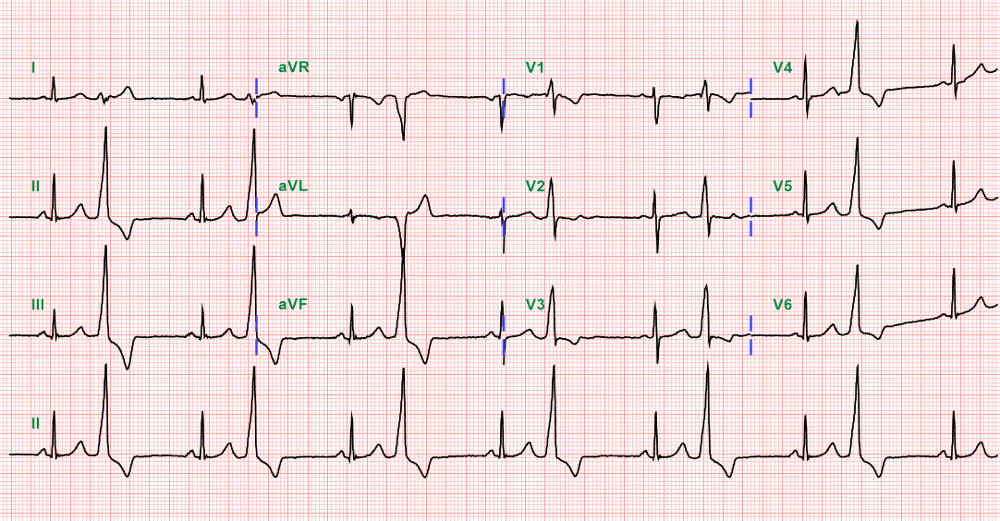 I aVR V1 V4
II aVL V2 V5
III aVF V3 V6
II